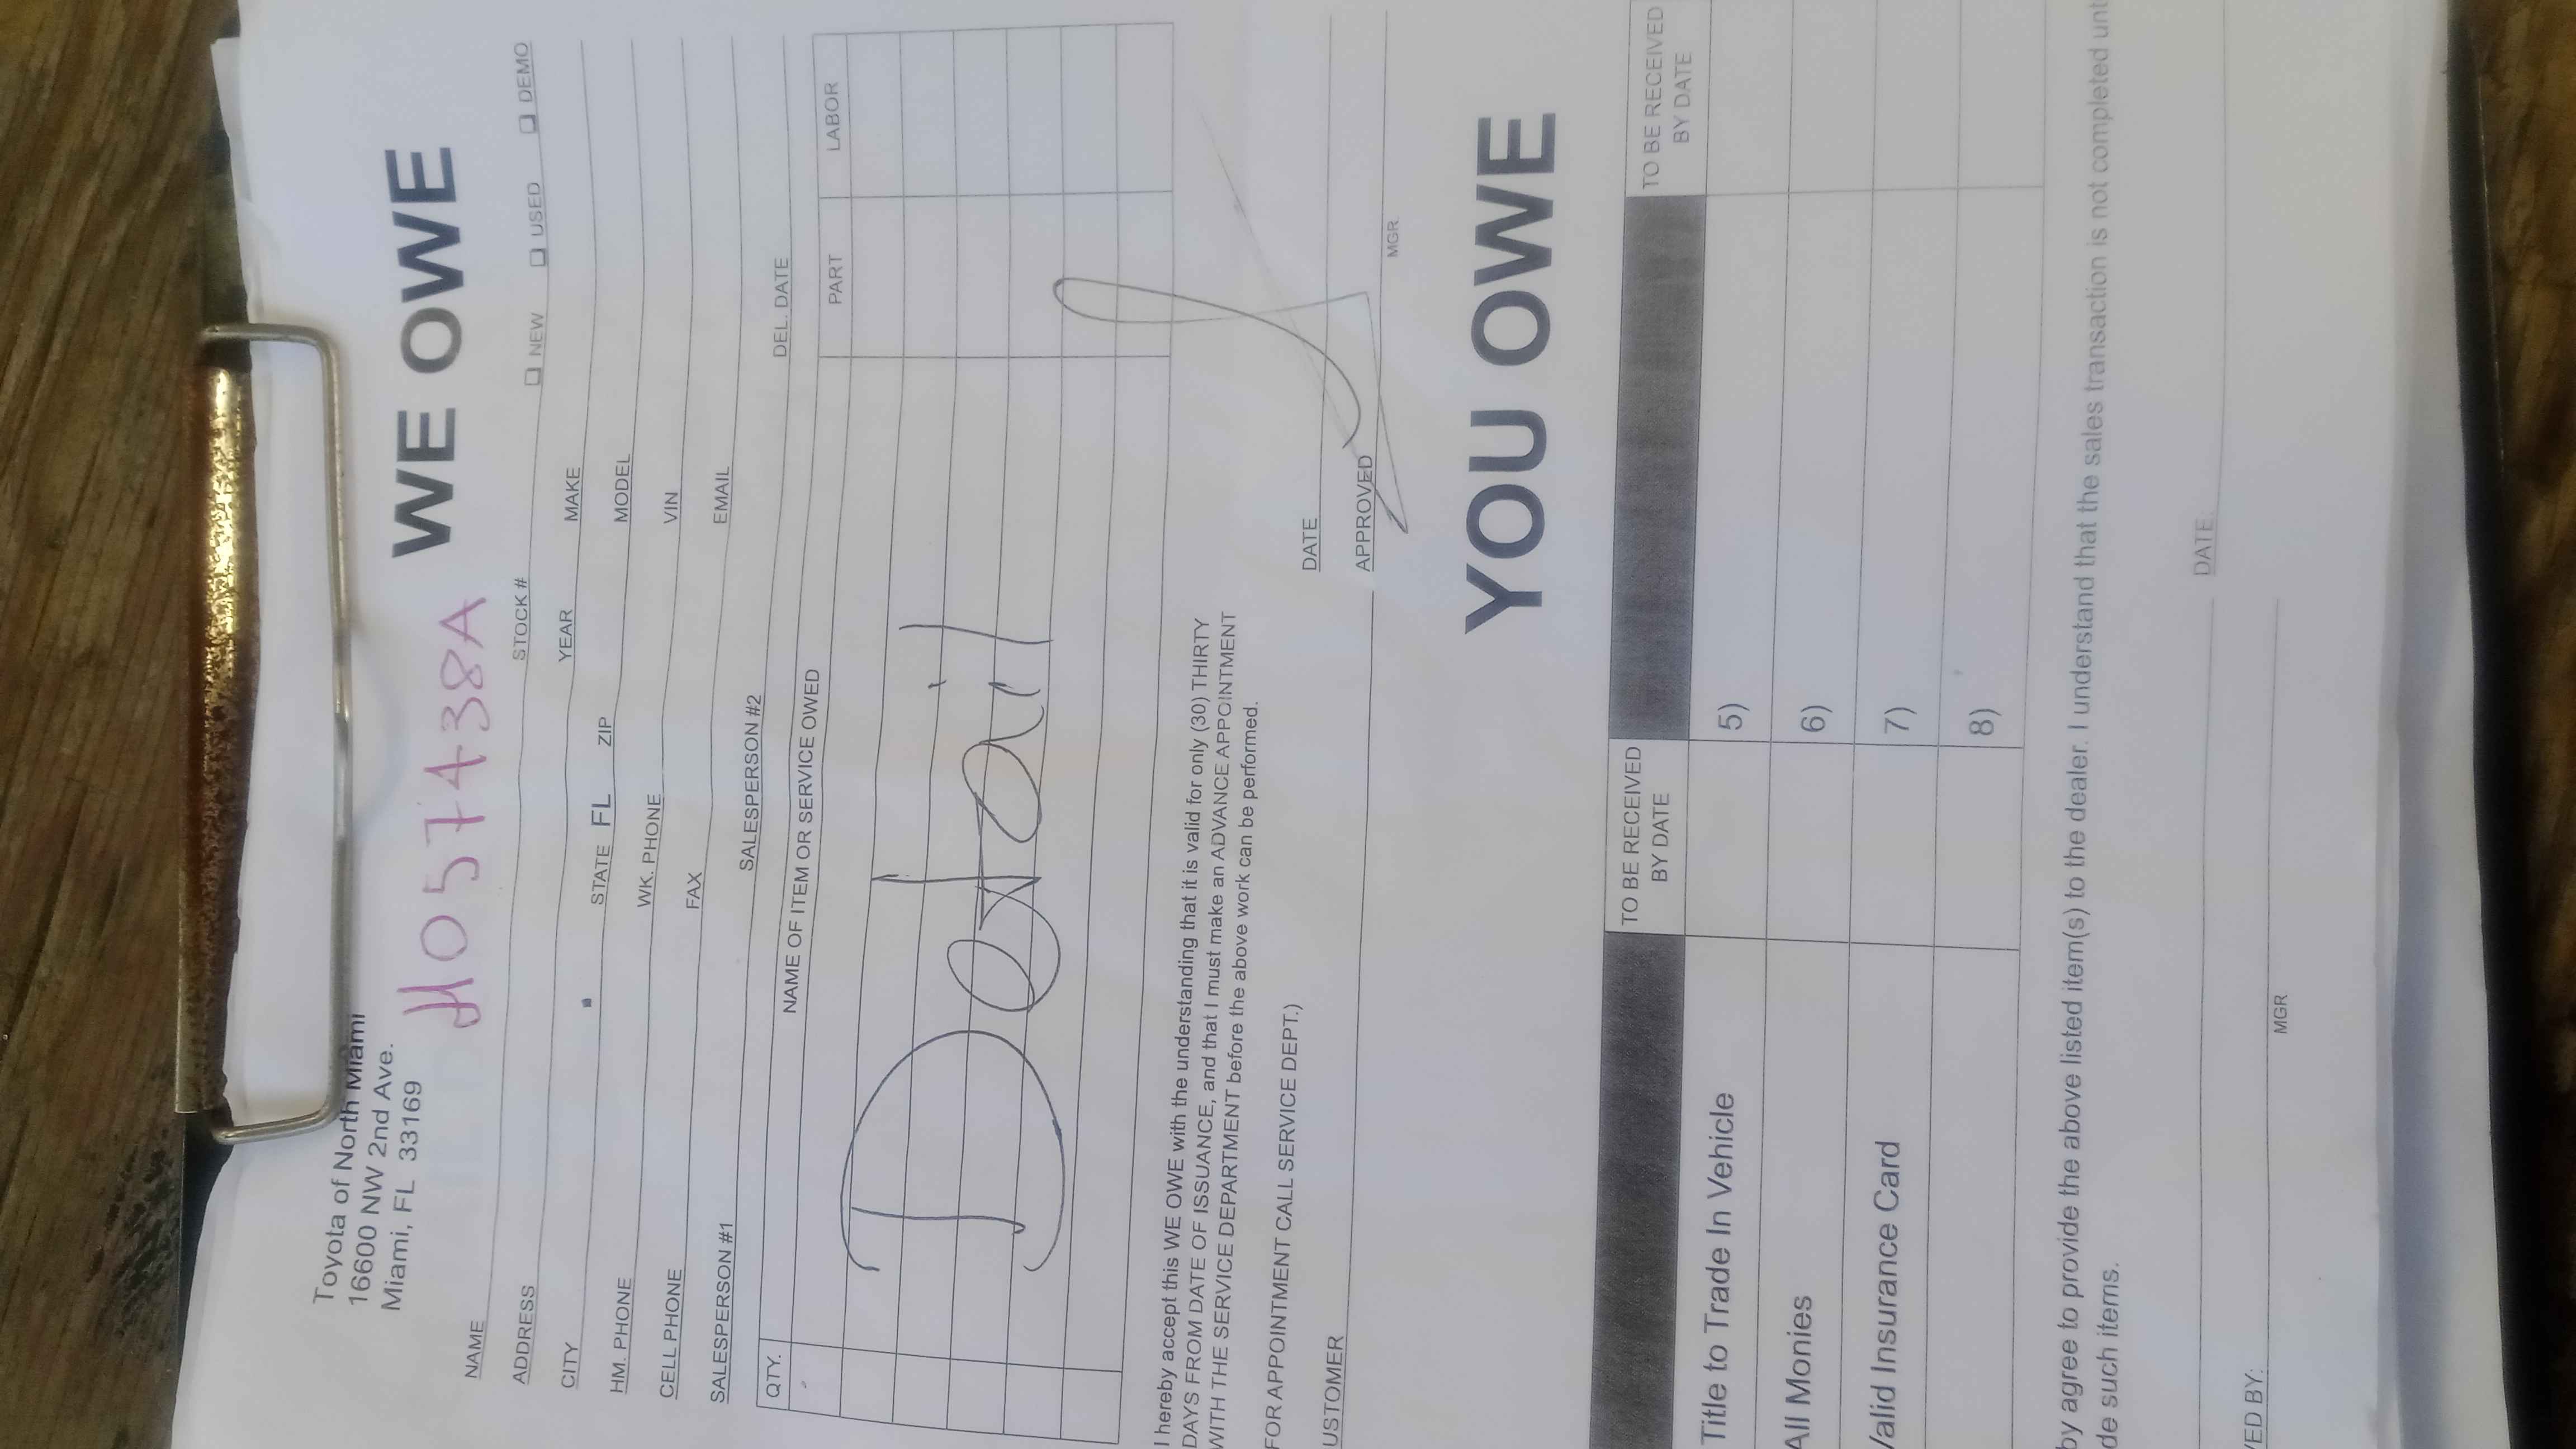 Toyota of North Miami
16600 NW 2nd Ave.
Miami, FL 33169
WE OWE
H057438A
NAME
STOCK # ❑ NEW ❑ USED ❑ DEMO
ADDRESS YEAR MAKE
CITY STATE FL ZIP MODEL
HM. PHONE WK. PHONE VIN
CELL PHONE FAX EMAIL
SALESPERSON #1 SALESPERSON #2 DEL. DATE
QTY. NAME OF ITEM OR SERVICE OWED PART LABOR
Detail
I hereby accept this WE OWE with the understanding that it is valid for only (30) THIRTY
DAYS FROM DATE OF ISSUANCE, and that I must make an ADVANCE APPOINTMENT
WITH THE SERVICE DEPARTMENT before the above work can be performed.
FOR APPOINTMENT CALL SERVICE DEPT.)
DATE
USTOMER APPROVED
MGR.
YOU OWE
TO BE RECEIVED BY DATE TO BE RECEIVED BY DATE
Title to Trade In Vehicle 5)
All Monies 6)
Valid Insurance Card 7)
8)
by agree to provide the above listed item(s) to the dealer. I understand that the sales transaction is not completed unt
de such items.
DATE:
VED BY:
MGR